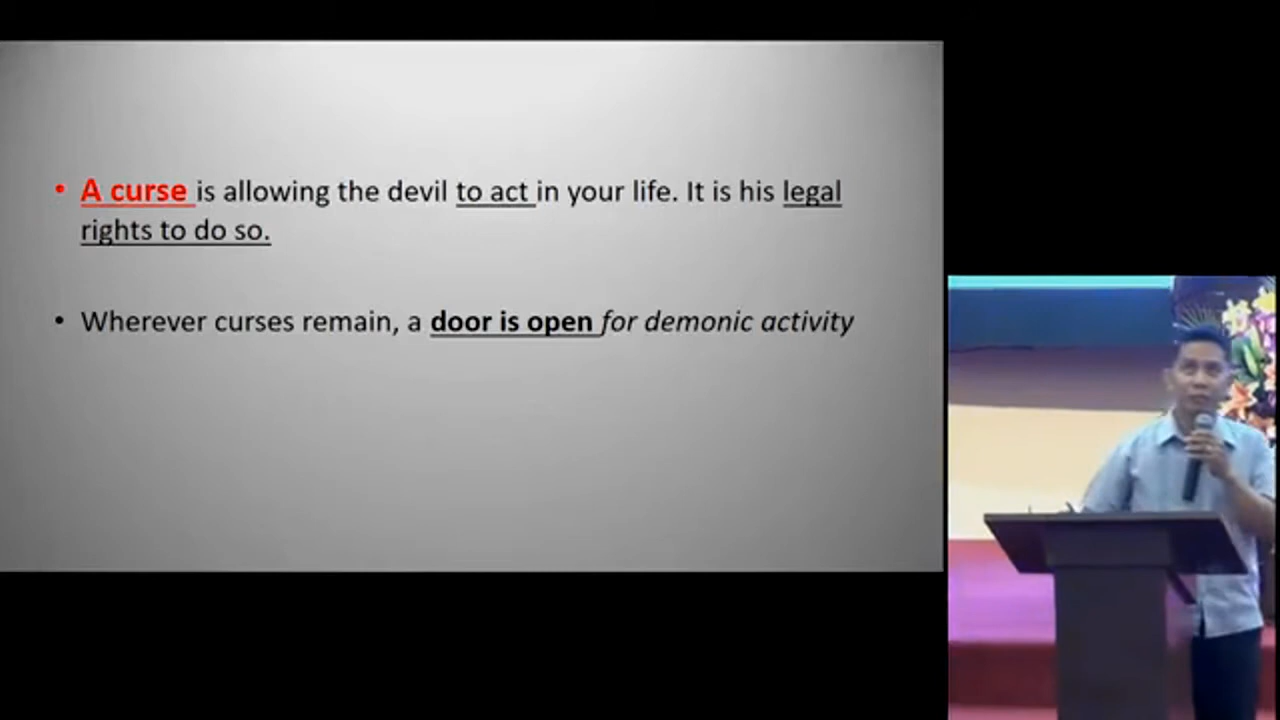 • A curse is allowing the devil to act in your life. It is his legal
rights to do so.
• Wherever curses remain, a door is open for demonic activity